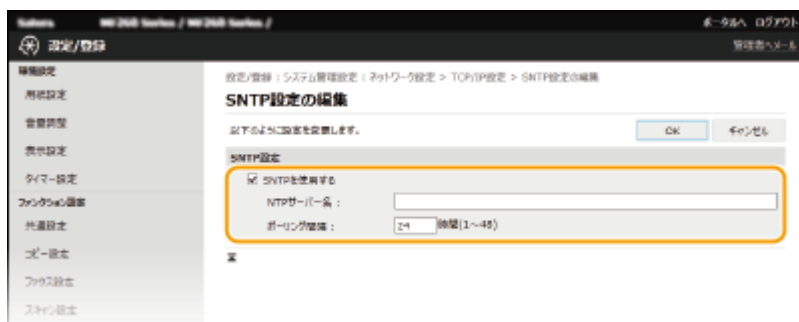 ポータルへ ログアウト
設定/登録
管理者へメール
環境設定
用紙設定
音量調整
表示設定
タイマー設定
ファンクション設定
共通設定
コピー設定
ファクス設定
スキャン設定
設定/登録 : システム管理設定 : ネットワーク設定 > TCP/IP設定 > SNTP設定の編集
SNTP設定の編集
以下のように設定を変更します。
OK
キャンセル
SNTP設定
SNTPを使用する
NTPサーバー名 :
ポーリング間隔 :
24
時間(1～48)